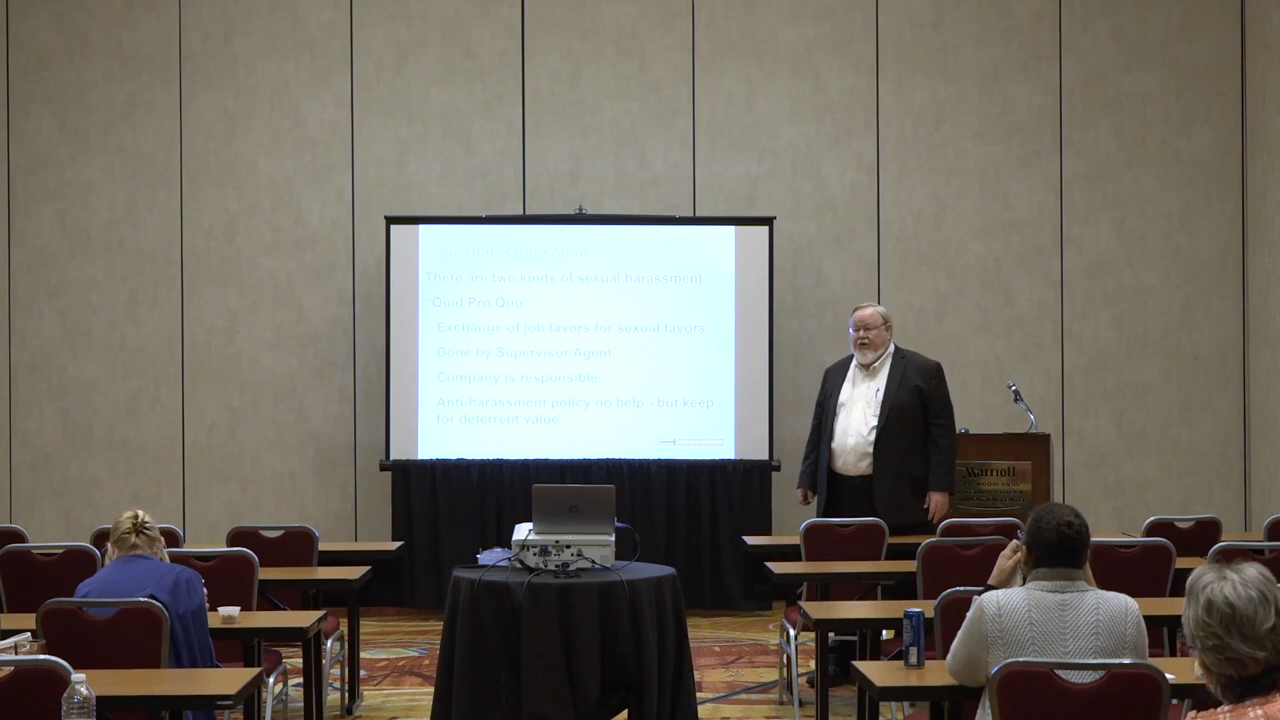 Sexual Harassment
There are two kinds of sexual harassment
"Quid Pro Quo"
Exchange of job favors for sexual favors.
Done by Supervisor/Agent
Company is responsible.
Anti-harassment policy no help - but keep
for deterrent value.
Marriott